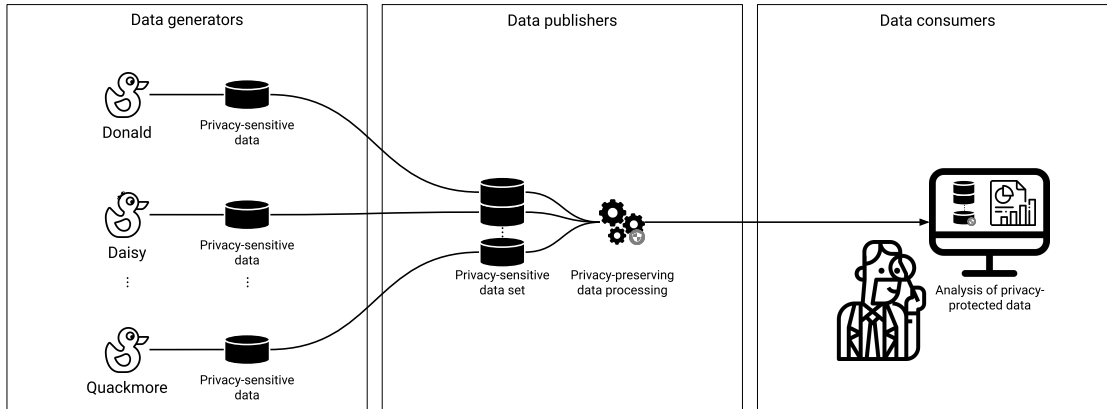 Data generators
Data publishers
Data consumers
Donald
Privacy-sensitive
data
Daisy
Privacy-sensitive
data
Quackmore
Privacy-sensitive
data
Privacy-sensitive
data set
Privacy-preserving
data processing
Analysis of privacy-
protected data